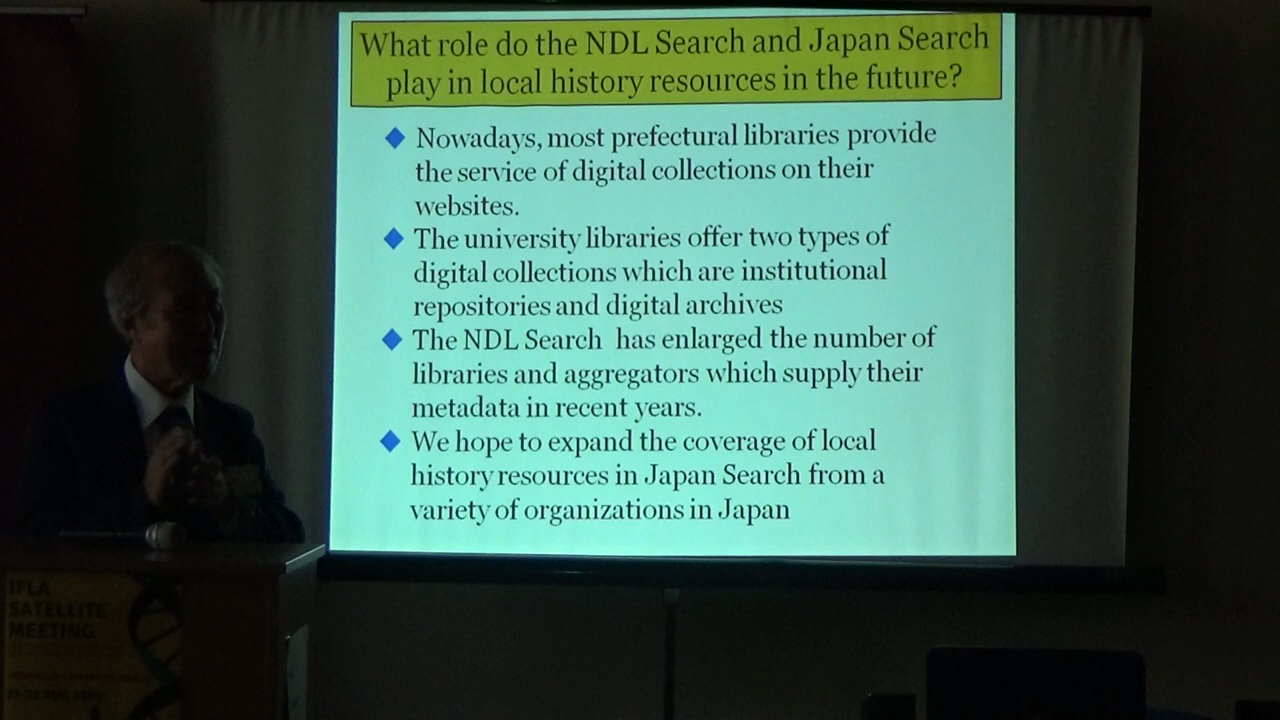 What role do the NDL Search and Japan Search
play in local history resources in the future?
Nowadays, most prefectural libraries provide
the service of digital collections on their
websites.
The university libraries offer two types of
digital collections which are institutional
repositories and digital archives
The NDL Search has enlarged the number of
libraries and aggregators which supply their
metadata in recent years.
We hope to expand the coverage of local
history resources in Japan Search from a
variety of organizations in Japan
IFLA
SATELLITE
MEETING